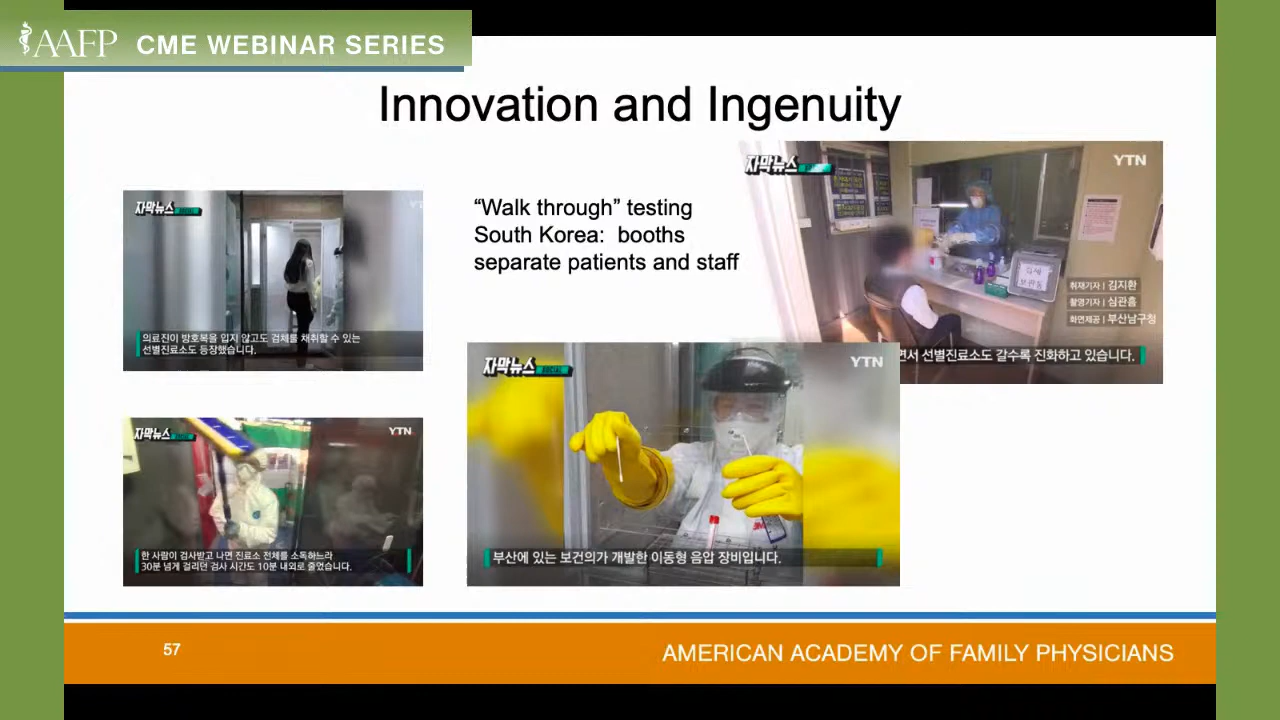 AAFP CME WEBINAR SERIES
Innovation and Ingenuity
“Walk through” testing
South Korea: booths
separate patients and staff
자막뉴스
의료진이 방호복을 입지 않고도 검체를 채취할 수 있는
선별진료소도 등장했습니다.
자막뉴스
YTN
취재기자 | 김지환
촬영기자 | 심관흠
화면제공 | 부산남구청
면서 선별진료소도 갈수록 진화하고 있습니다.
자막뉴스
YTN
한 사람이 검사받고 나면 진료소 전체를 소독하느라
30분 넘게 걸리던 검사 시간도 10분 내외로 줄었습니다.
자막뉴스
YTN
3M
부산에 있는 보건의가 개발한 이동형 음압 장비입니다.
57
AMERICAN ACADEMY OF FAMILY PHYSICIANS